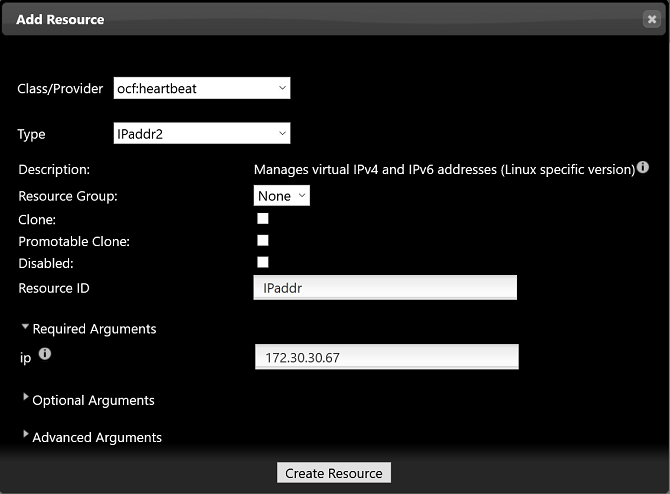 Add Resource
Class/Provider ocf:heartbeat
Type IPaddr2
Description: Manages virtual IPv4 and IPv6 addresses (Linux specific version)
Resource Group: None
Clone:
Promotable Clone:
Disabled:
Resource ID IPaddr
Required Arguments
ip 172.30.30.67
Optional Arguments
Advanced Arguments
Create Resource